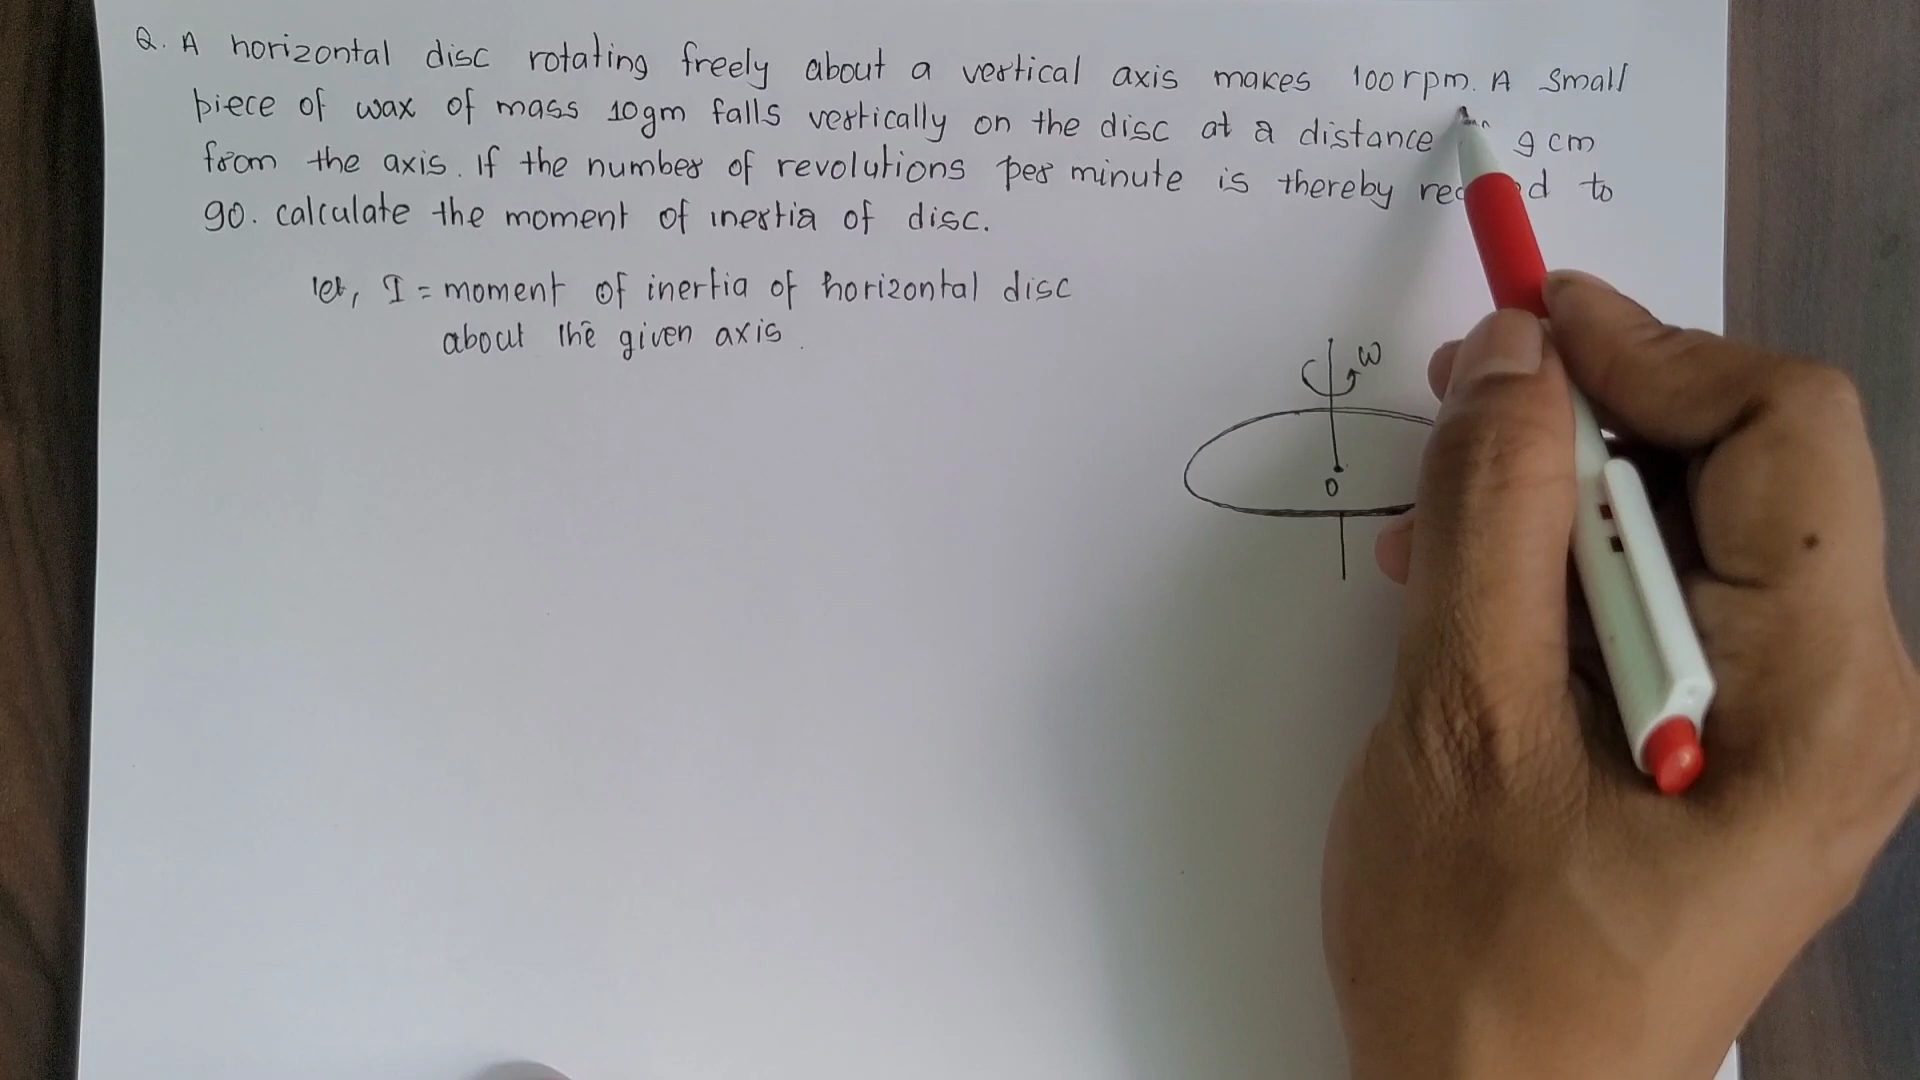 Q. A horizontal disc rotating freely about a vertical axis makes 100 rpm. A small
piece of wax of mass 10gm falls vertically on the disc at a distance 9 cm
from the axis. If the number of revolutions per minute is thereby to
90. calculate the moment of inertia of disc.
let, I = moment of inertia of horizontal disc
about the given axis.
ω
O